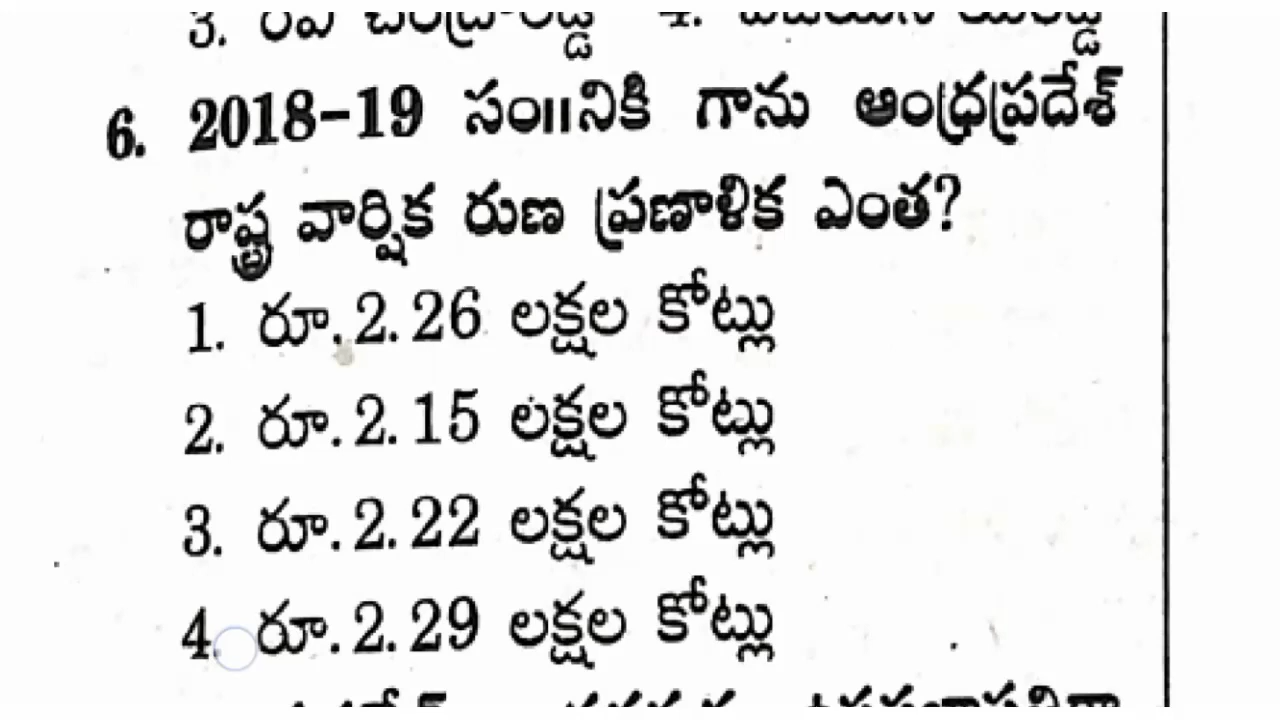 6. 2018-19 సం॥నికి గాను ఆంధ్రప్రదేశ్
రాష్ట్ర వార్షిక రుణ ప్రణాళిక ఎంత?
1. రూ.2.26 లక్షల కోట్లు
2. రూ.2.15 లక్షల కోట్లు
3. రూ.2.22 లక్షల కోట్లు
4. రూ.2.29 లక్షల కోట్లు